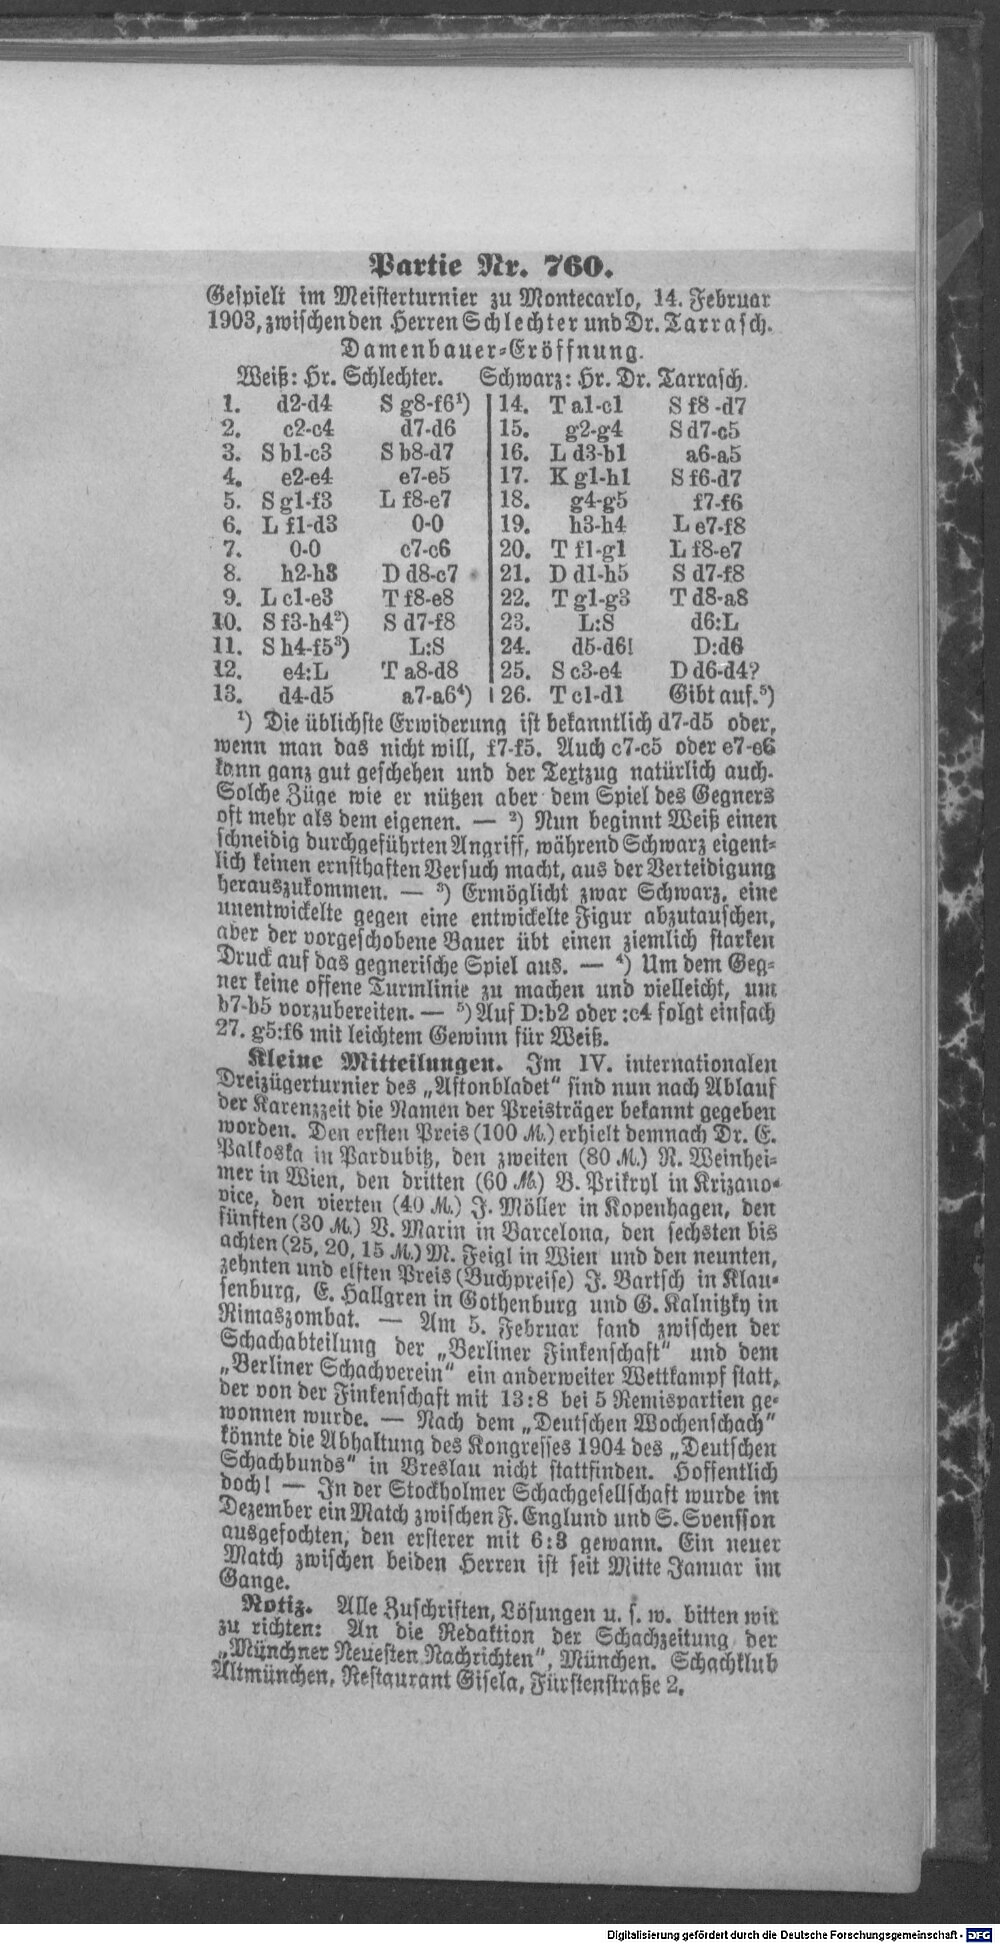 Partie Nr. 760.
Gespielt im Meisterturnier zu Montecarlo, 14. Februar
1903, zwischen den Herren Schlechter und Dr. Tarrasch.
Damenbauer-Eröffnung.
Weiß: Hr. Schlechter. Schwarz: Hr. Dr. Tarrasch.
1. d2-d4 S g8-f6¹)
2. c2-c4 d7-d6
3. S b1-c3 S b8-d7
4. e2-e4 e7-e5
5. S g1-f3 L f8-e7
6. L f1-d3 0-0
7. 0-0 c7-c6
8. h2-h3 D d8-c7
9. L c1-e3 T f8-e8
10. S f3-h4²) S d7-f8
11. S h4-f5³) L:S
12. e4:L T a8-d8
13. d4-d5 a7-a6⁴)
14. T a1-c1 S f8-d7
15. g2-g4 S d7-c5
16. L d3-b1 a6-a5
17. K g1-h1 S f6-d7
18. g4-g5 f7-f6
19. h3-h4 L e7-f8
20. T f1-g1 L f8-e7
21. D d1-h5 S d7-f8
22. T g1-g3 T d8-a8
23. L:S d6:L
24. d5-d6! D:d6
25. S c3-e4 D d6-d4?
26. T c1-d1 Gibt auf.⁵)
¹) Die üblichste Erwiderung ist bekanntlich d7-d5 oder,
wenn man das nicht will, f7-f5. Auch c7-c5 oder e7-e6
kann ganz gut geschehen und der Textzug natürlich auch.
Solche Züge wie er nützen aber dem Spiel des Gegners
oft mehr als dem eigenen. — ²) Nun beginnt Weiß einen
schneidig durchgeführten Angriff, während Schwarz eigent-
lich keinen ernsthaften Versuch macht, aus der Verteidigung
herauszukommen. — ³) Ermöglicht zwar Schwarz, eine
unentwickelte gegen eine entwickelte Figur abzutauschen,
aber der vorgeschobene Bauer übt einen ziemlich starken
Druck auf das gegnerische Spiel aus. — ⁴) Um dem Geg-
ner keine offene Turmlinie zu machen und vielleicht, um
b7-b5 vorzubereiten. — ⁵) Auf D:b2 oder :c4 folgt einfach
27. g5:f6 mit leichtem Gewinn für Weiß.
Kleine Mitteilungen. Im IV. internationalen
Dreizügerturnier des „Aftonbladet“ sind nun nach Ablauf
der Karenzzeit die Namen der Preisträger bekannt gegeben
worden. Den ersten Preis (100 M.) erhielt demnach Dr. E.
Palkoska in Pardubitz, den zweiten (80 M.) R. Weinhei-
mer in Wien, den dritten (60 M.) B. Prikryl in Krizano-
vice, den vierten (40 M.) J. Möller in Kopenhagen, den
fünften (30 M.) V. Marin in Barcelona, den sechsten bis
achten (25, 20, 15 M.) M. Feigl in Wien und den neunten,
zehnten und elften Preis (Buchpreise) J. Bartsch in Klau-
senburg, E. Hallgren in Gothenburg und G. Kalnitzky in
Rimaszombat. — Am 5. Februar fand zwischen der
Schachabteilung der „Berliner Finkenschaft“ und dem
„Berliner Schachverein“ ein anderweiter Wettkampf statt,
der von der Finkenschaft mit 13:8 bei 5 Remispartien ge-
wonnen wurde. — Nach dem „Deutschen Wochenschach“
könnte die Abhaltung des Kongresses 1904 des „Deutschen
Schachbunds“ in Breslau nicht stattfinden. Hoffentlich
doch! — In der Stockholmer Schachgesellschaft wurde im
Dezember ein Match zwischen F. Englund und S. Svensson
ausgefochten, den ersterer mit 6:3 gewann. Ein neuer
Match zwischen beiden Herren ist seit Mitte Januar im
Gange.
Notiz. Alle Zuschriften, Lösungen u. s. w. bitten wir
zu richten: An die Redaktion der Schachzeitung der
„Münchner Neuesten Nachrichten“, München. Schachklub
Altmünchen, Restaurant Gisela, Fürstenstraße 2.
Digitalisierung gefördert durch die Deutsche Forschungsgemeinschaft - DFG